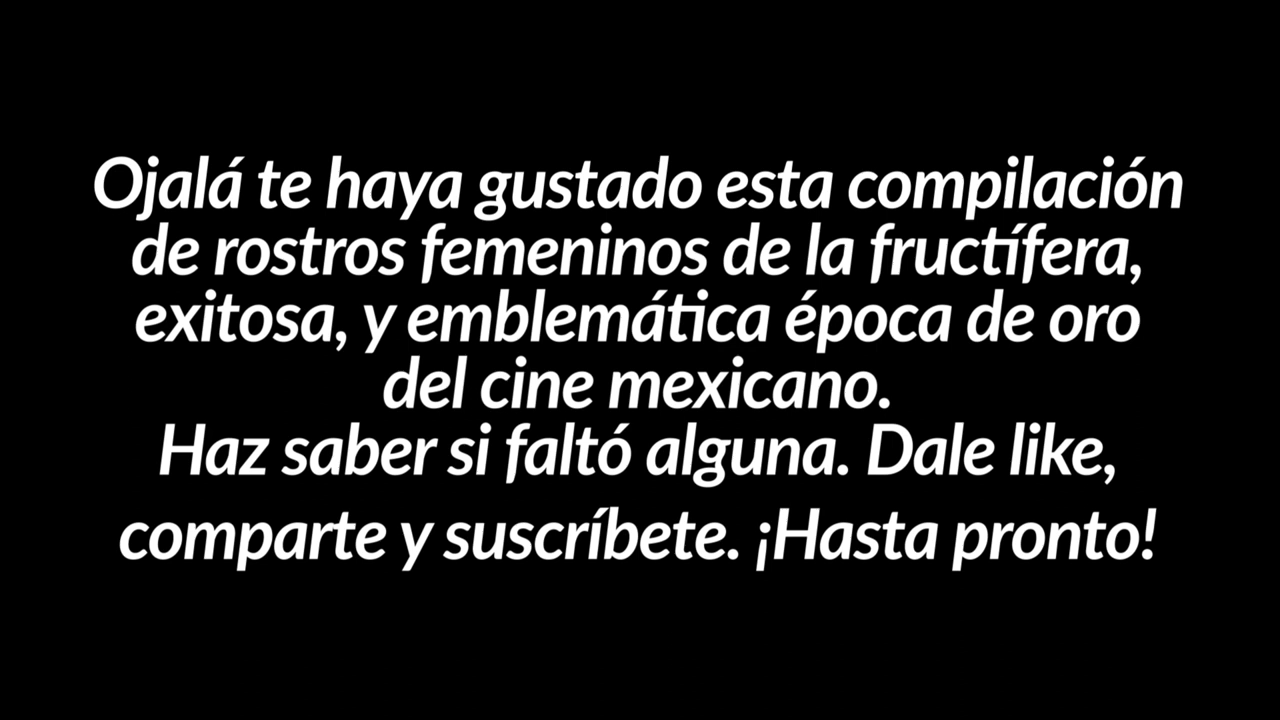 Ojalá te haya gustado esta compilación
de rostros femeninos de la fructífera,
exitosa, y emblemática época de oro
del cine mexicano.
Haz saber si faltó alguna. Dale like,
comparte y suscríbete. ¡Hasta pronto!